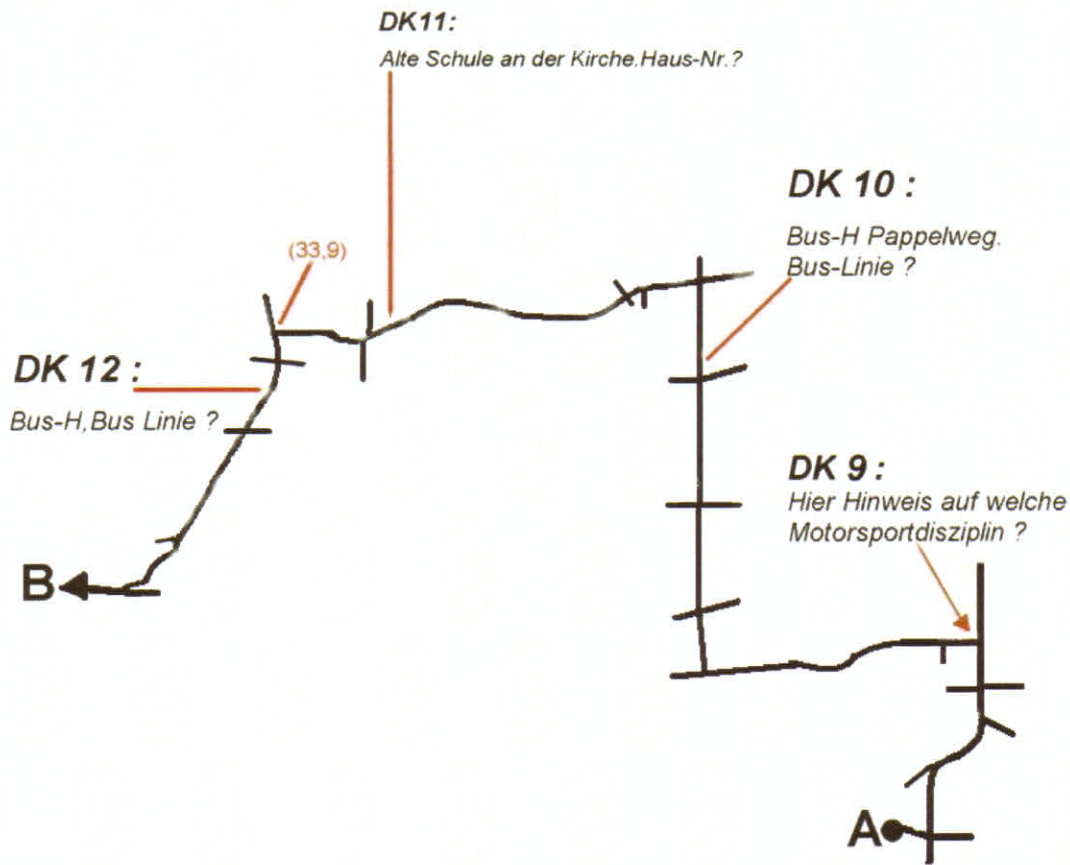 DK11:
Alte Schule an der Kirche.Haus-Nr.?
DK 10 :
Bus-H Pappelweg.
Bus-Linie ?
(33,9)
DK 12 :
Bus-H,Bus Linie ?
DK 9 :
Hier Hinweis auf welche
Motorsportdisziplin ?
B
A